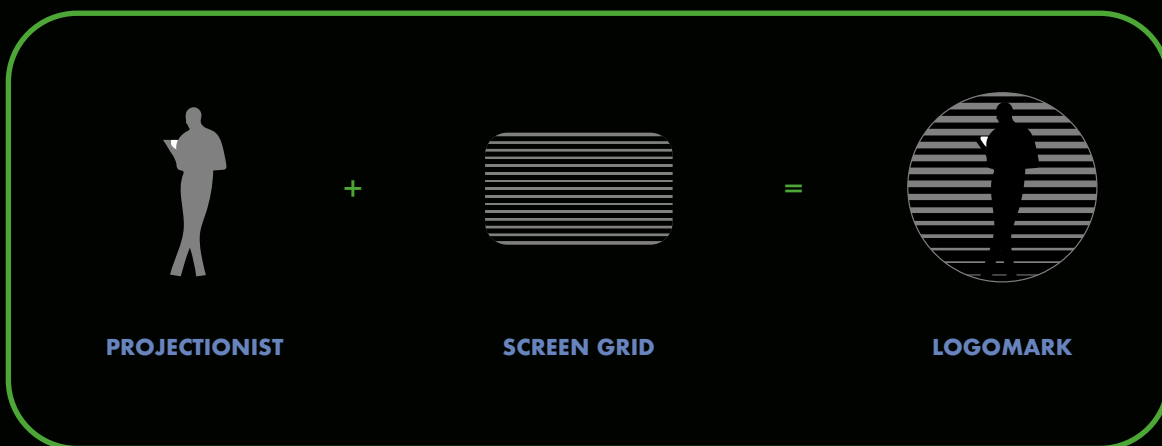 +
=
PROJECTIONIST
SCREEN GRID
LOGOMARK